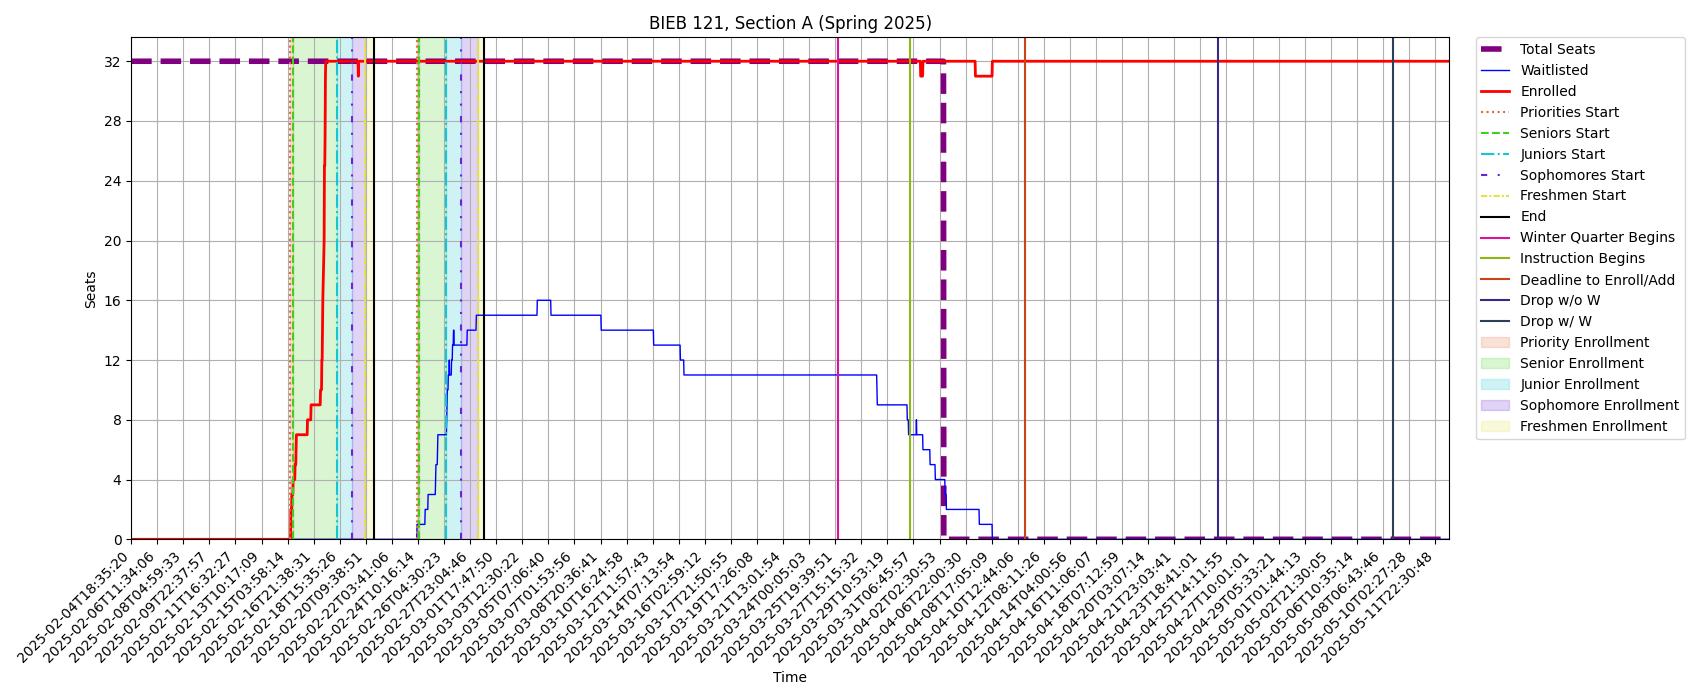 BIEB 121, Section A (Spring 2025)
Seats
32
28
24
20
16
12
8
4
0
2025-02-04T18:35:20
2025-02-06T11:34:06
2025-02-08T04:59:33
2025-02-09T22:37:57
2025-02-11T16:32:27
2025-02-13T10:17:09
2025-02-15T03:58:14
2025-02-16T21:38:31
2025-02-18T15:35:26
2025-02-20T09:38:51
2025-02-22T03:41:06
2025-02-24T10:16:14
2025-02-27T23:04:30:23
2025-02-27T23:04:46
2025-03-01T17:47:50
2025-03-03T12:30:22
2025-03-05T07:06:40
2025-03-07T01:53:56
2025-03-08T20:36:41
2025-03-10T16:24:58
2025-03-12T11:57:43
2025-03-14T07:13:54
2025-03-16T02:59:12
2025-03-17T21:50:55
2025-03-19T17:26:08
2025-03-21T13:01:54
2025-03-24T00:05:03
2025-03-25T19:39:51
2025-03-27T15:15:32
2025-03-29T10:53:19
2025-03-31T06:45:57
2025-04-02T02:30:53
2025-04-06T22:00:30
2025-04-08T17:05:09
2025-04-10T12:44:06
2025-04-12T08:11:26
2025-04-14T04:00:56
2025-04-16T11:06:07
2025-04-18T07:12:59
2025-04-20T03:07:14
2025-04-21T23:03:41
2025-04-23T18:41:01
2025-04-25T14:11:55
2025-04-27T10:01:01
2025-04-29T05:33:21
2025-05-01T01:44:13
2025-05-02T21:30:05
2025-05-06T10:35:14
2025-05-08T06:43:46
2025-05-10T02:27:28
2025-05-11T22:30:48
Time
Total Seats
Waitlisted
Enrolled
Priorities Start
Seniors Start
Juniors Start
Sophomores Start
Freshmen Start
End
Winter Quarter Begins
Instruction Begins
Deadline to Enroll/Add
Drop w/o W
Drop w/ W
Priority Enrollment
Senior Enrollment
Junior Enrollment
Sophomore Enrollment
Freshmen Enrollment